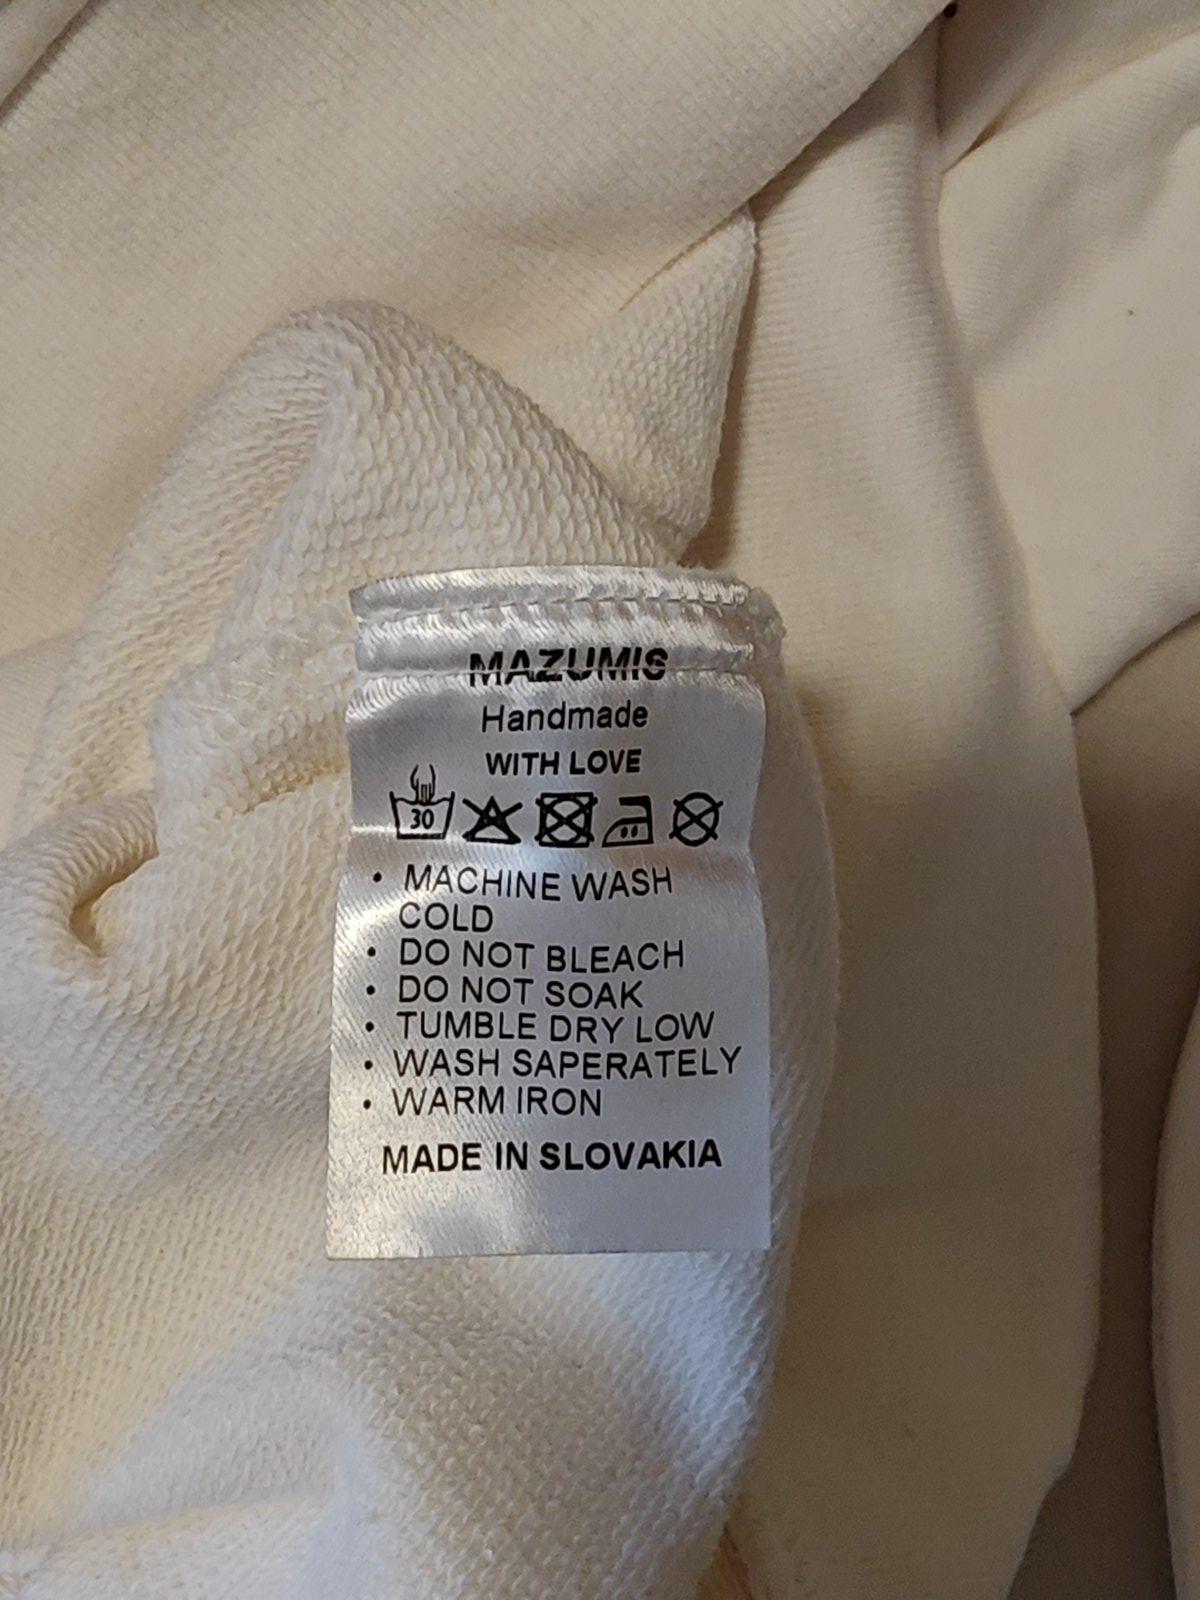 MAZUMIS
Handmade
WITH LOVE
30
• MACHINE WASH
COLD
• DO NOT BLEACH
• DO NOT SOAK
• TUMBLE DRY LOW
• WASH SAPERATELY
• WARM IRON
MADE IN SLOVAKIA